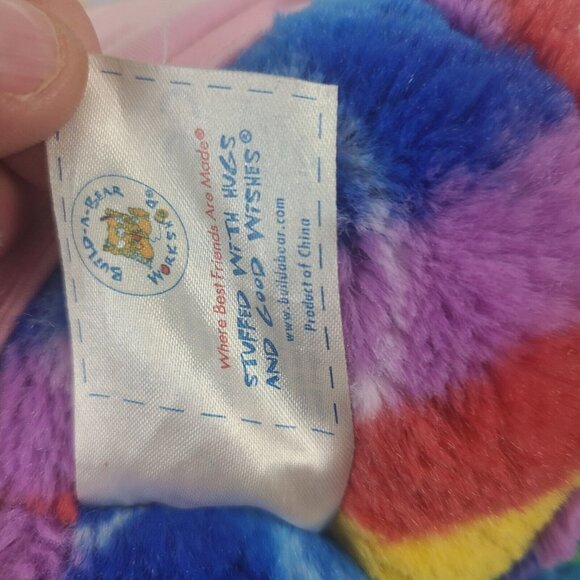 BUILD-A-BEAR
WORKSHOP®
Where Best Friends Are Made®
STUFFED WITH HUGS
AND GOOD WISHES®
www.buildabear.com
Product of China